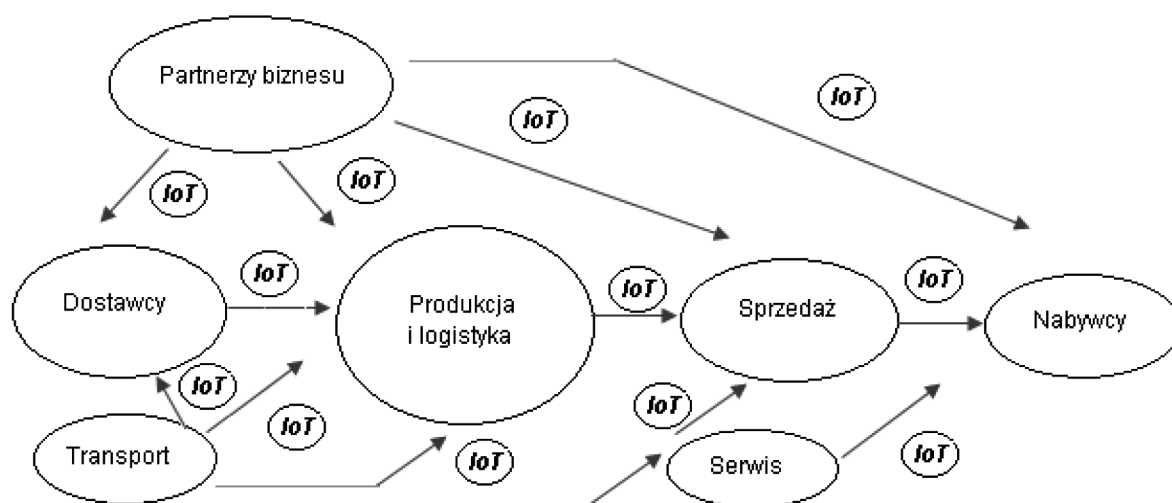 Partnerzy biznesu
IoT
IoT
IoT
IoT
Dostawcy
IoT
Produkcja
i logistyka
IoT
Sprzedaż
IoT
Nabywcy
IoT
IoT
IoT
IoT
IoT
Transport
Serwis